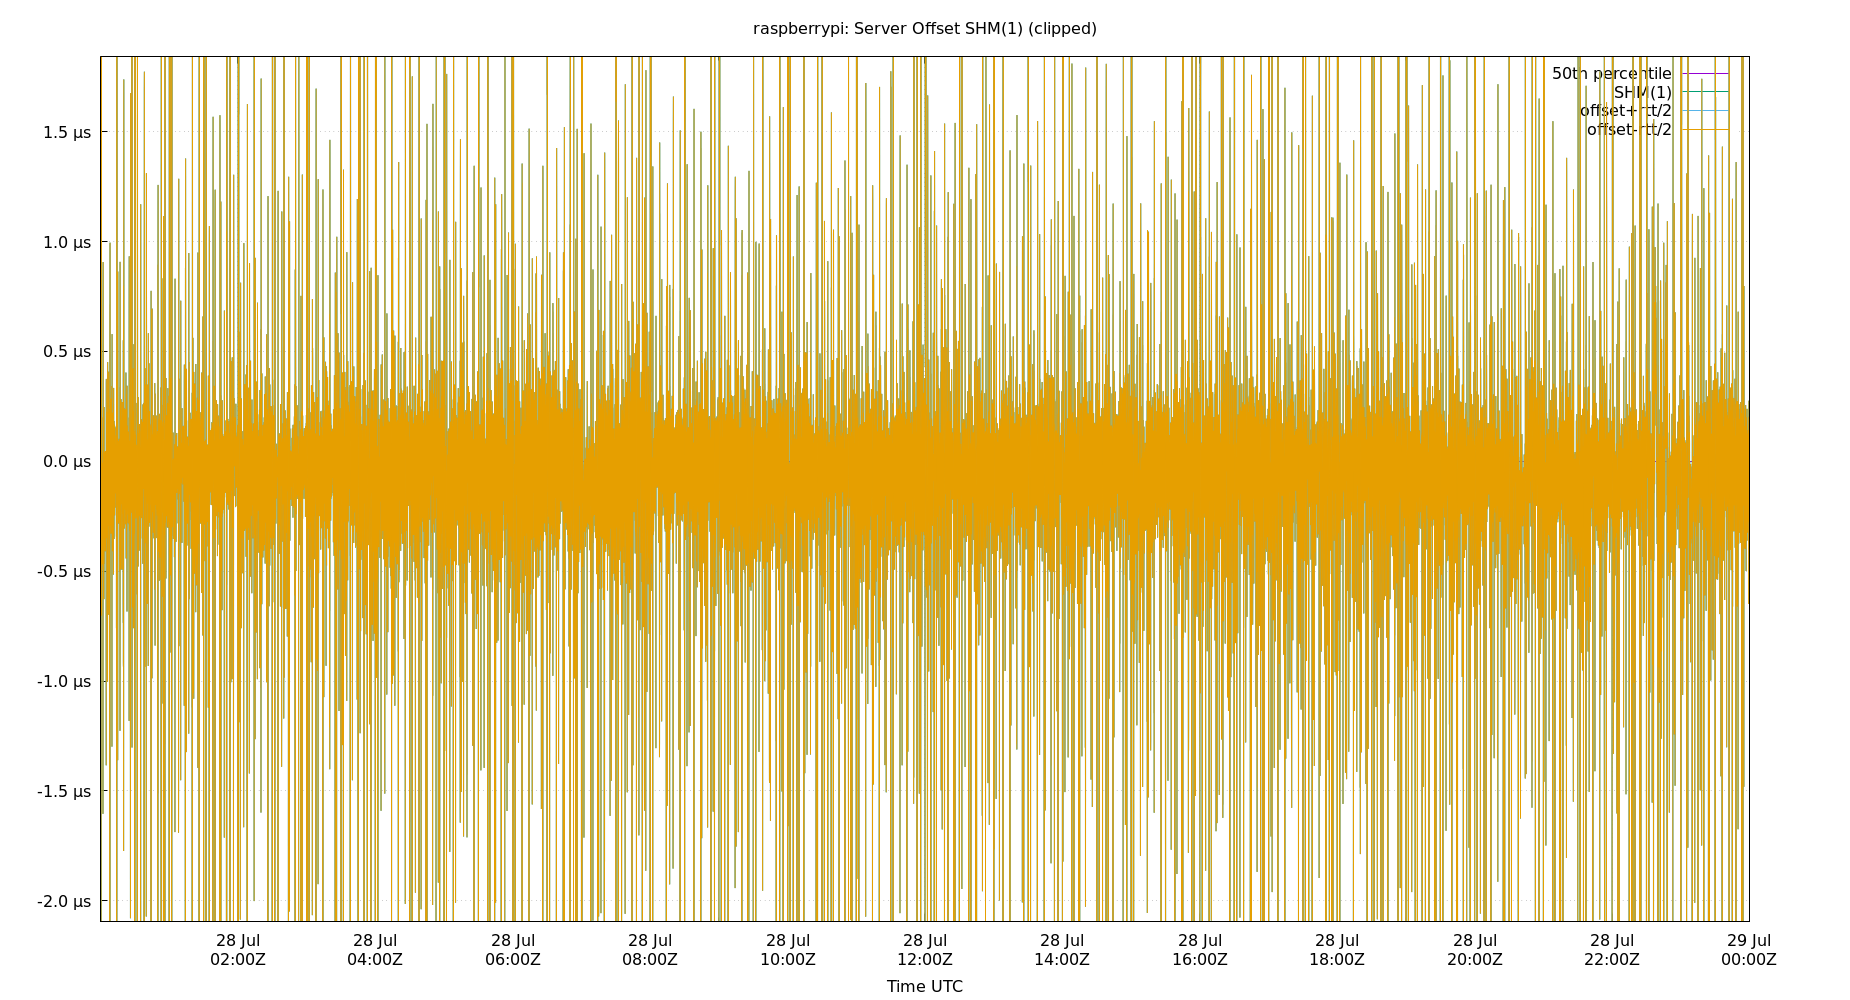 raspberrypi: Server Offset SHM(1) (clipped)
50th percentile
SHM(1)
offset+rtt/2
offset-rtt/2
1.5 µs
1.0 µs
0.5 µs
0.0 µs
-0.5 µs
-1.0 µs
-1.5 µs
-2.0 µs
28 Jul 28 Jul 28 Jul 28 Jul 28 Jul 28 Jul 28 Jul 28 Jul 28 Jul 28 Jul 28 Jul 29 Jul
02:00Z 04:00Z 06:00Z 08:00Z 10:00Z 12:00Z 14:00Z 16:00Z 18:00Z 20:00Z 22:00Z 00:00Z
Time UTC